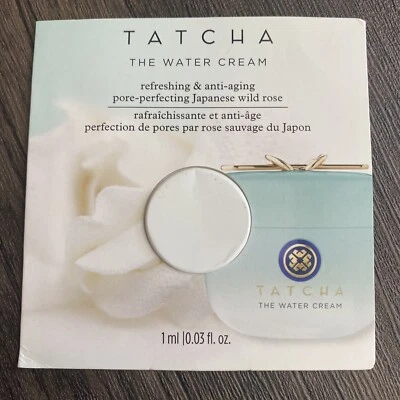 TATCHA
THE WATER CREAM
refreshing & anti-aging
pore-perfecting Japanese wild rose
rafraîchissante et anti-âge
perfection de pores par rose sauvage du Japon
TATCHA
THE WATER CREAM
1 ml | 0.03 fl. oz.